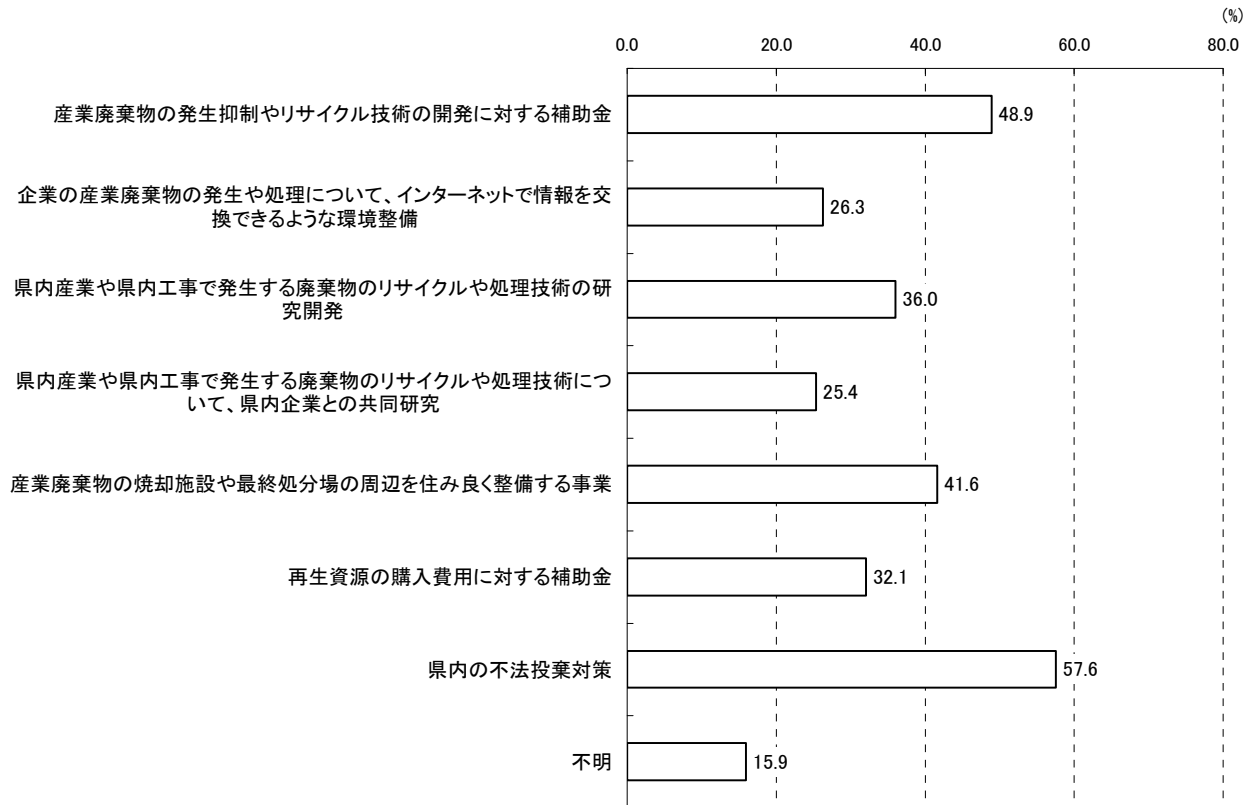 (%)
0.0 20.0 40.0 60.0 80.0
産業廃棄物の発生抑制やリサイクル技術の開発に対する補助金
48.9
企業の産業廃棄物の発生や処理について、インターネットで情報を交
換できるような環境整備
26.3
県内産業や県内工事で発生する廃棄物のリサイクルや処理技術の研
究開発
36.0
県内産業や県内工事で発生する廃棄物のリサイクルや処理技術につ
いて、県内企業との共同研究
25.4
産業廃棄物の焼却施設や最終処分場の周辺を住み良く整備する事業
41.6
再生資源の購入費用に対する補助金
32.1
県内の不法投棄対策
57.6
不明
15.9